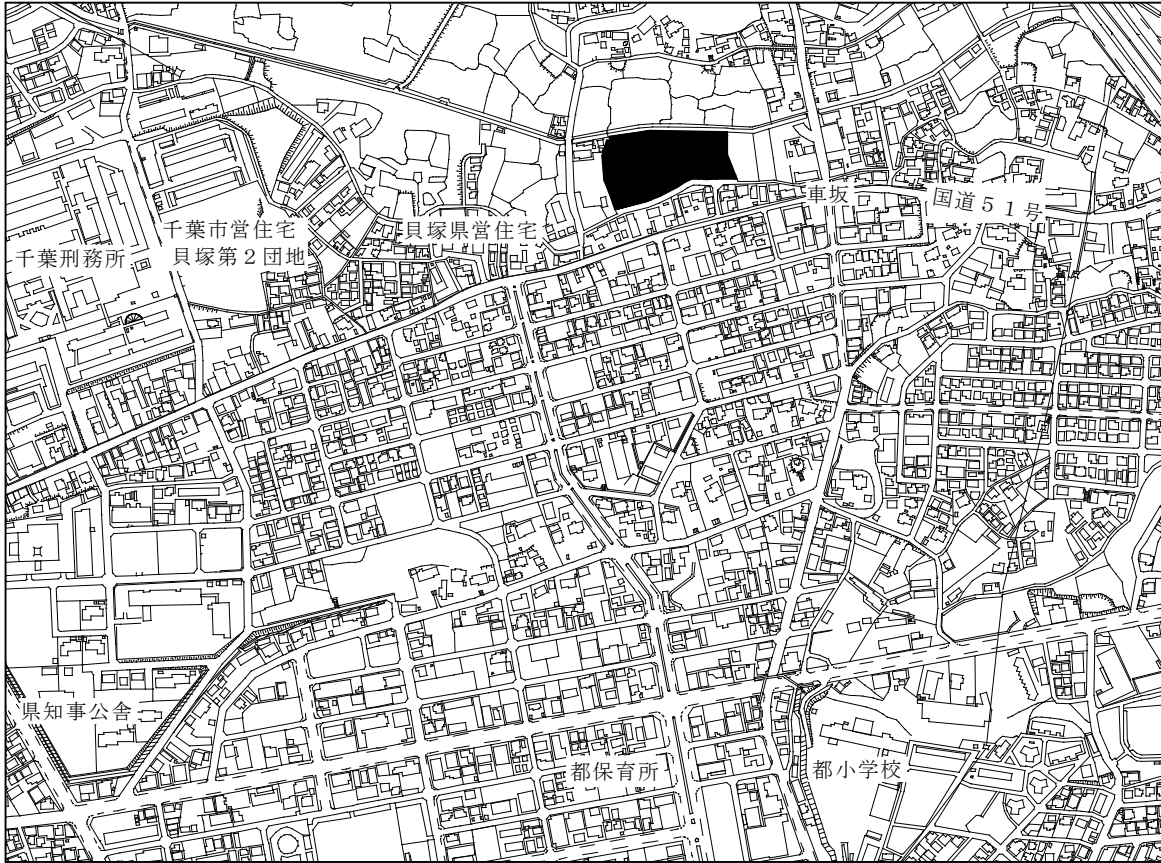 車坂
国道５１号
千葉市営住宅
貝塚第２団地
貝塚県営住宅
千葉刑務所
県知事公舎
都保育所
都小学校